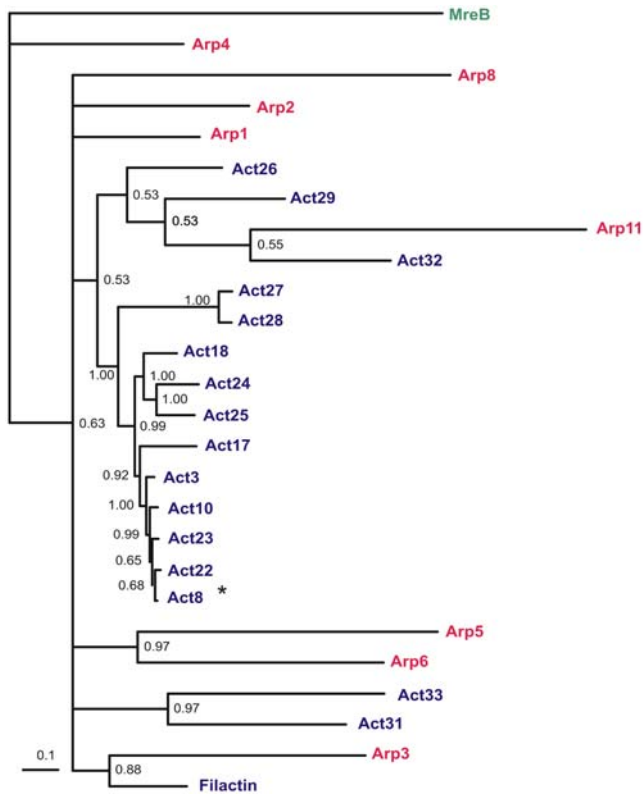 MreB
Arp4
Arp8
Arp2
Arp1
Act26
0.53
Act29
0.53
Arp11
0.55
Act32
0.53
Act27
1.00
Act28
Act18
1.00
1.00
Act24
1.00
Act25
0.63
0.99
Act17
0.92
Act3
1.00
Act10
0.99
Act23
0.65
Act22
0.68
Act8 *
Arp5
0.97
Arp6
Act33
0.97
Act31
0.1
Arp3
0.88
Filactin